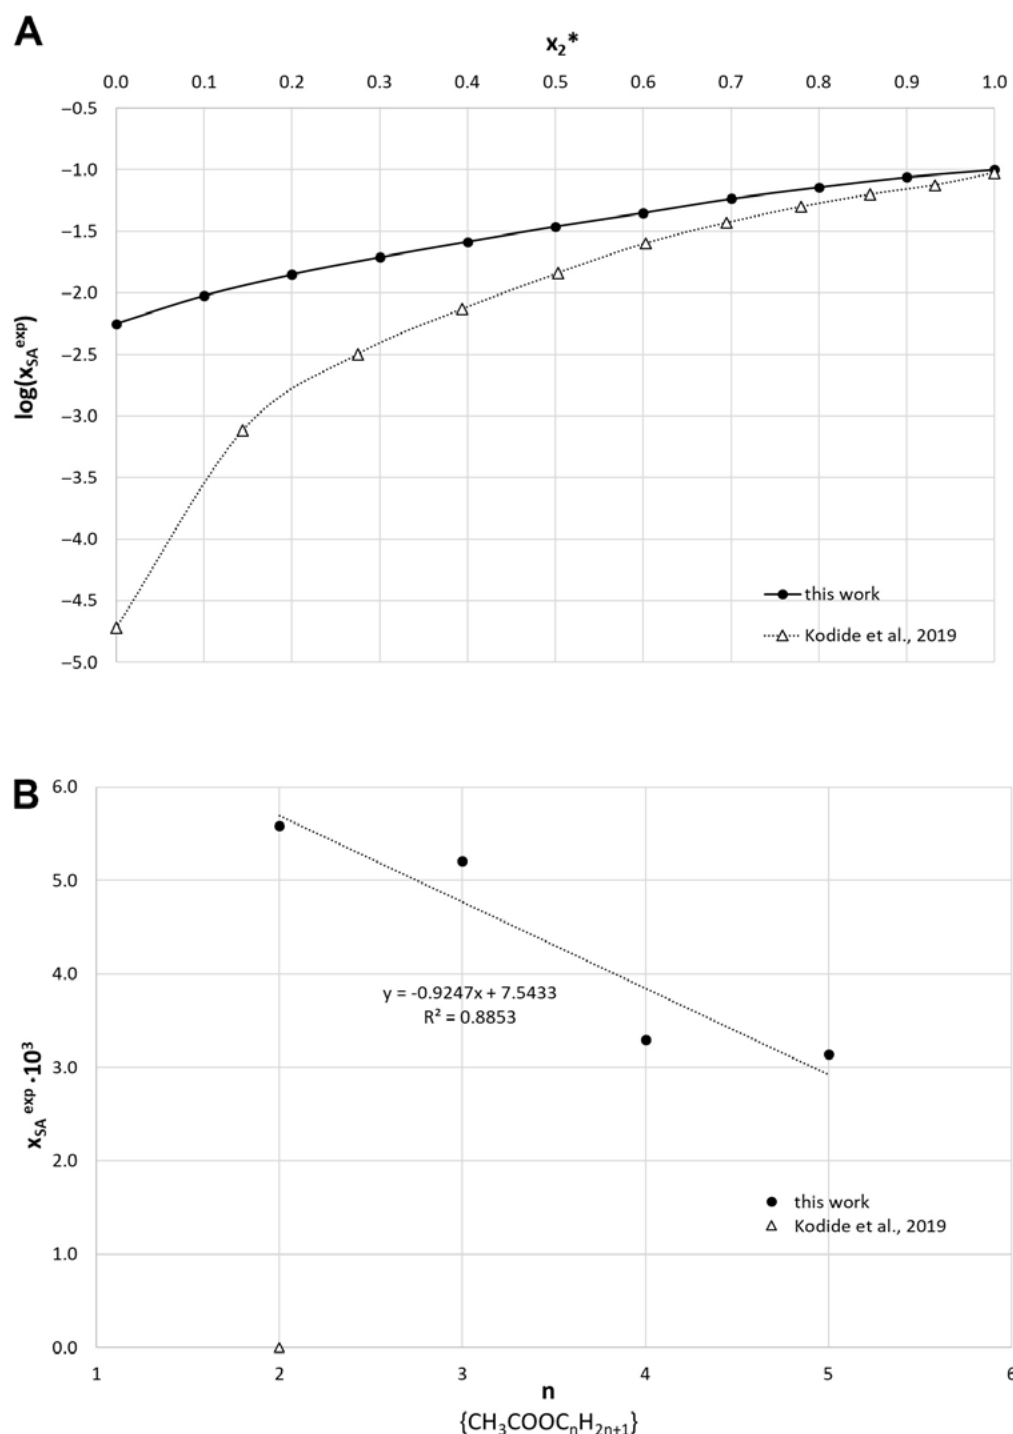 A
x₂*
0.0 0.1 0.2 0.3 0.4 0.5 0.6 0.7 0.8 0.9 1.0
−0.5
−1.0
−1.5
−2.0
−2.5
−3.0
−3.5
−4.0
−4.5
−5.0
log(x_SA^exp)
this work
Kodide et al., 2019
B
6.0
5.0
4.0
3.0
2.0
1.0
0.0
x_SA^exp ·10³
y = -0.9247x + 7.5433
R² = 0.8853
this work
Kodide et al., 2019
1 2 3 4 5 6
n
{CH₃COOCₙH₂ₙ₊₁}